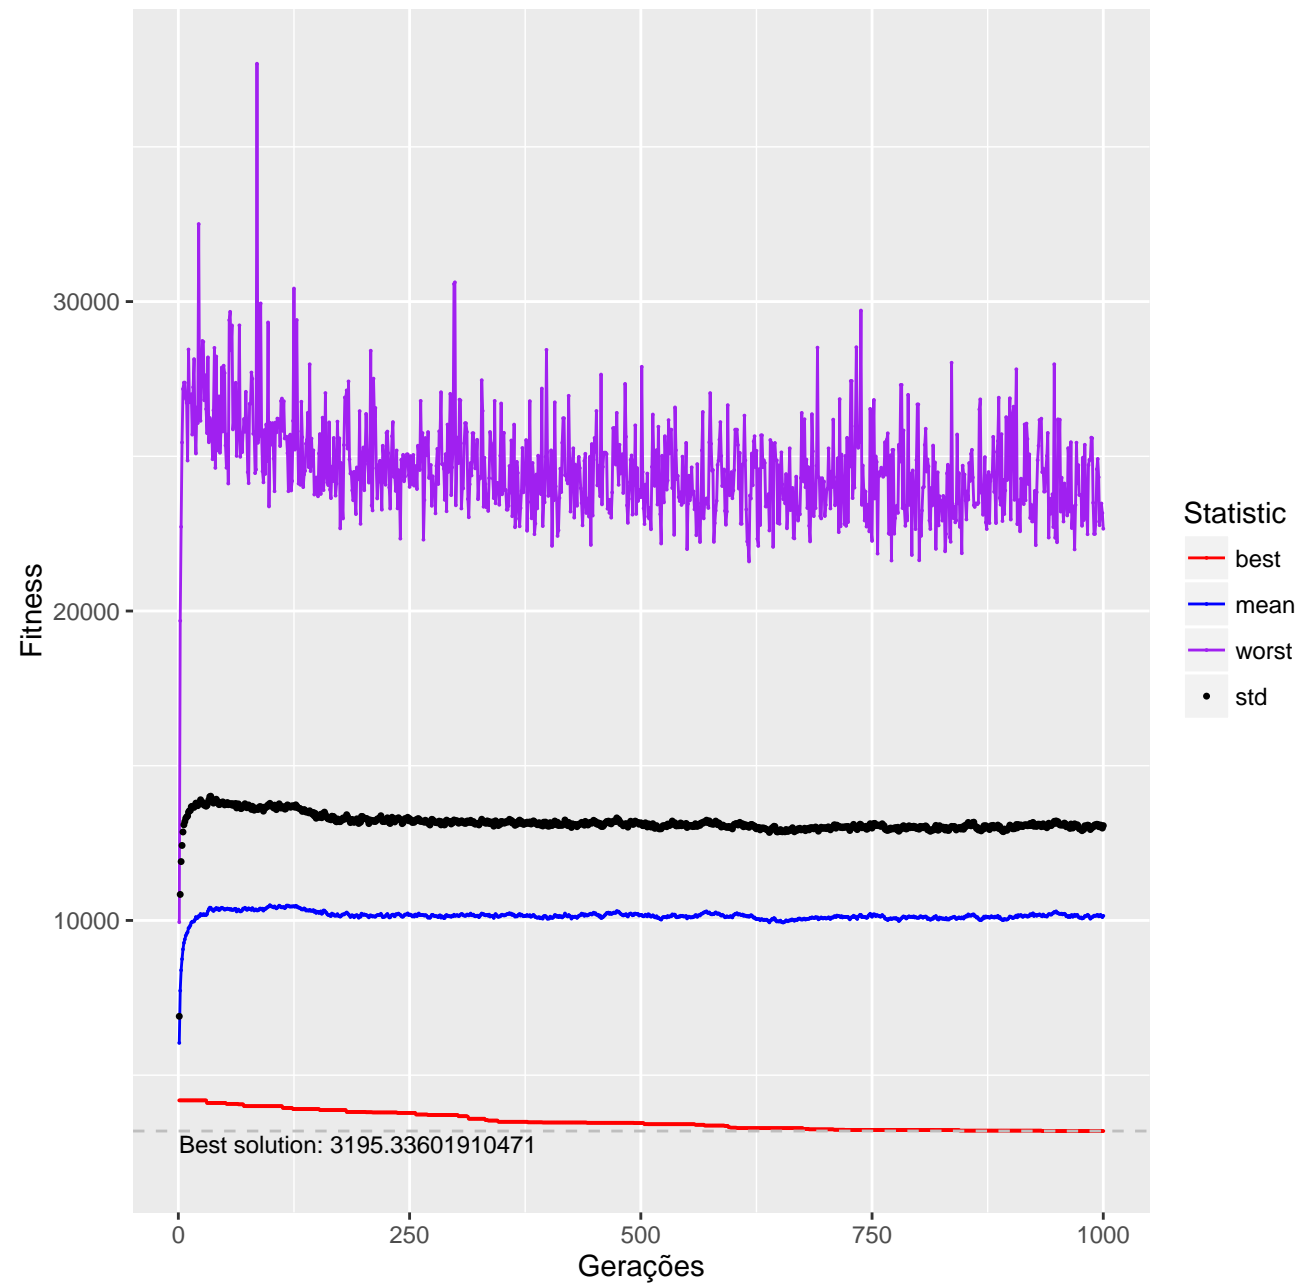 30000
20000
10000
Fitness
Best solution: 3195.33601910471
0 250 500 750 1000
Gerações
Statistic
best
mean
worst
std